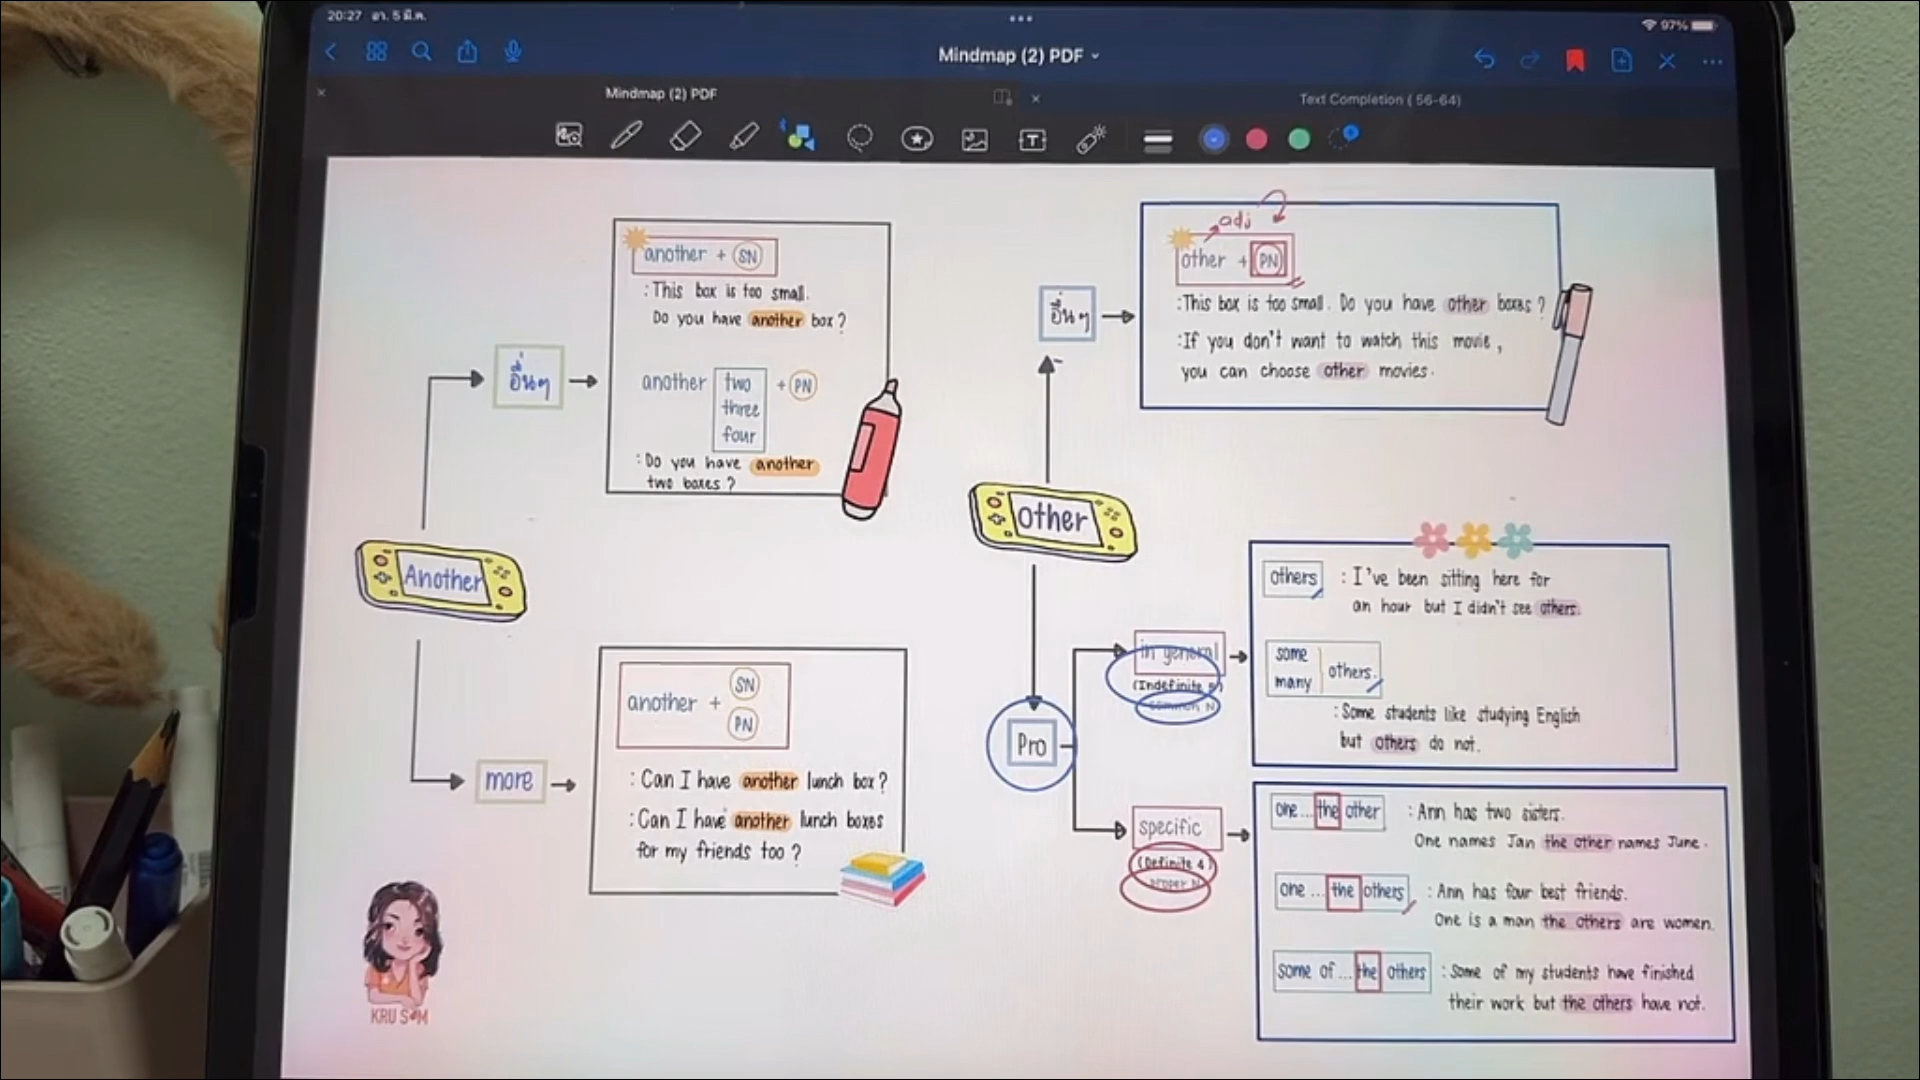 20:27 อา. 5 มี.ค.
97%
Mindmap (2) PDF
Mindmap (2) PDF
Text Completion ( 56-64)
another + SN
: This box is too small.
Do you have another box ?
another two + PN
three
four
: Do you have another
two boxes ?
อื่นๆ
Another
more
another + SN
PN
: Can I have another lunch box ?
: Can I have another lunch boxes
for my friends too ?
KRU SOM
adj
other + PN
: This box is too small. Do you have other boxes ?
: If you don't want to watch this movie,
you can choose other movies.
อื่นๆ
other
Pro
in general
(Indefinite)
common N
others : I've been sitting here for
an hour but I didn't see others.
some
many
others.
: Some students like studying English
but others do not.
specific
(Definite)
proper N
one ... the other : Ann has two sisters.
One names Jan the other names June.
one ... the others : Ann has four best friends.
One is a man the others are women.
some of ... the others : Some of my students have finished
their work but the others have not.